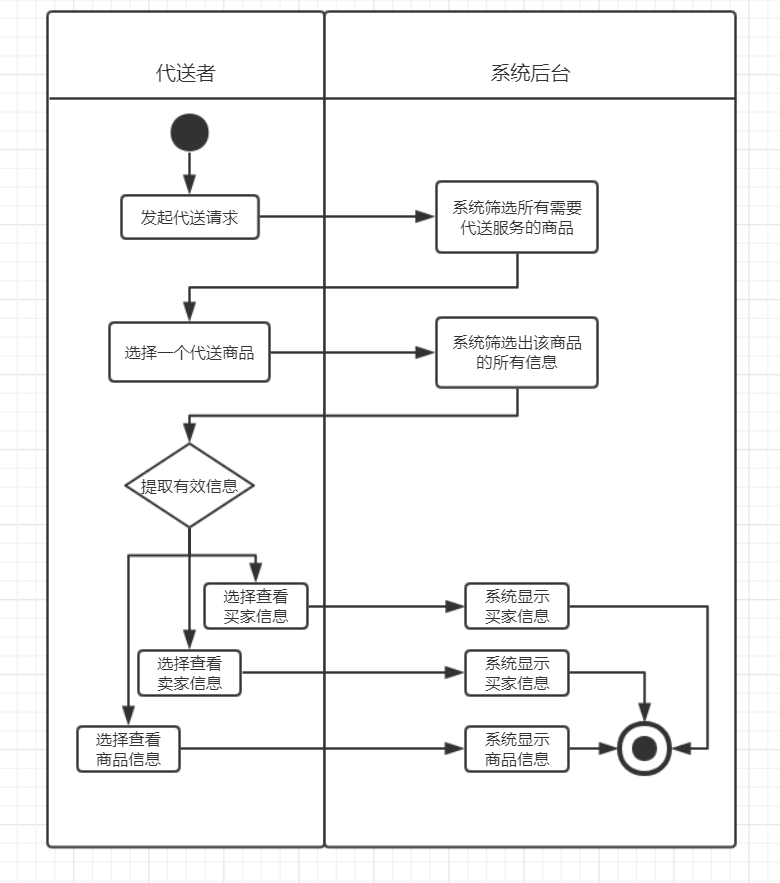 代送者
系统后台
发起代送请求
系统筛选所有需要
代送服务的商品
选择一个代送商品
系统筛选出该商品
的所有信息
提取有效信息
选择查看
买家信息
系统显示
买家信息
选择查看
卖家信息
系统显示
买家信息
选择查看
商品信息
系统显示
商品信息